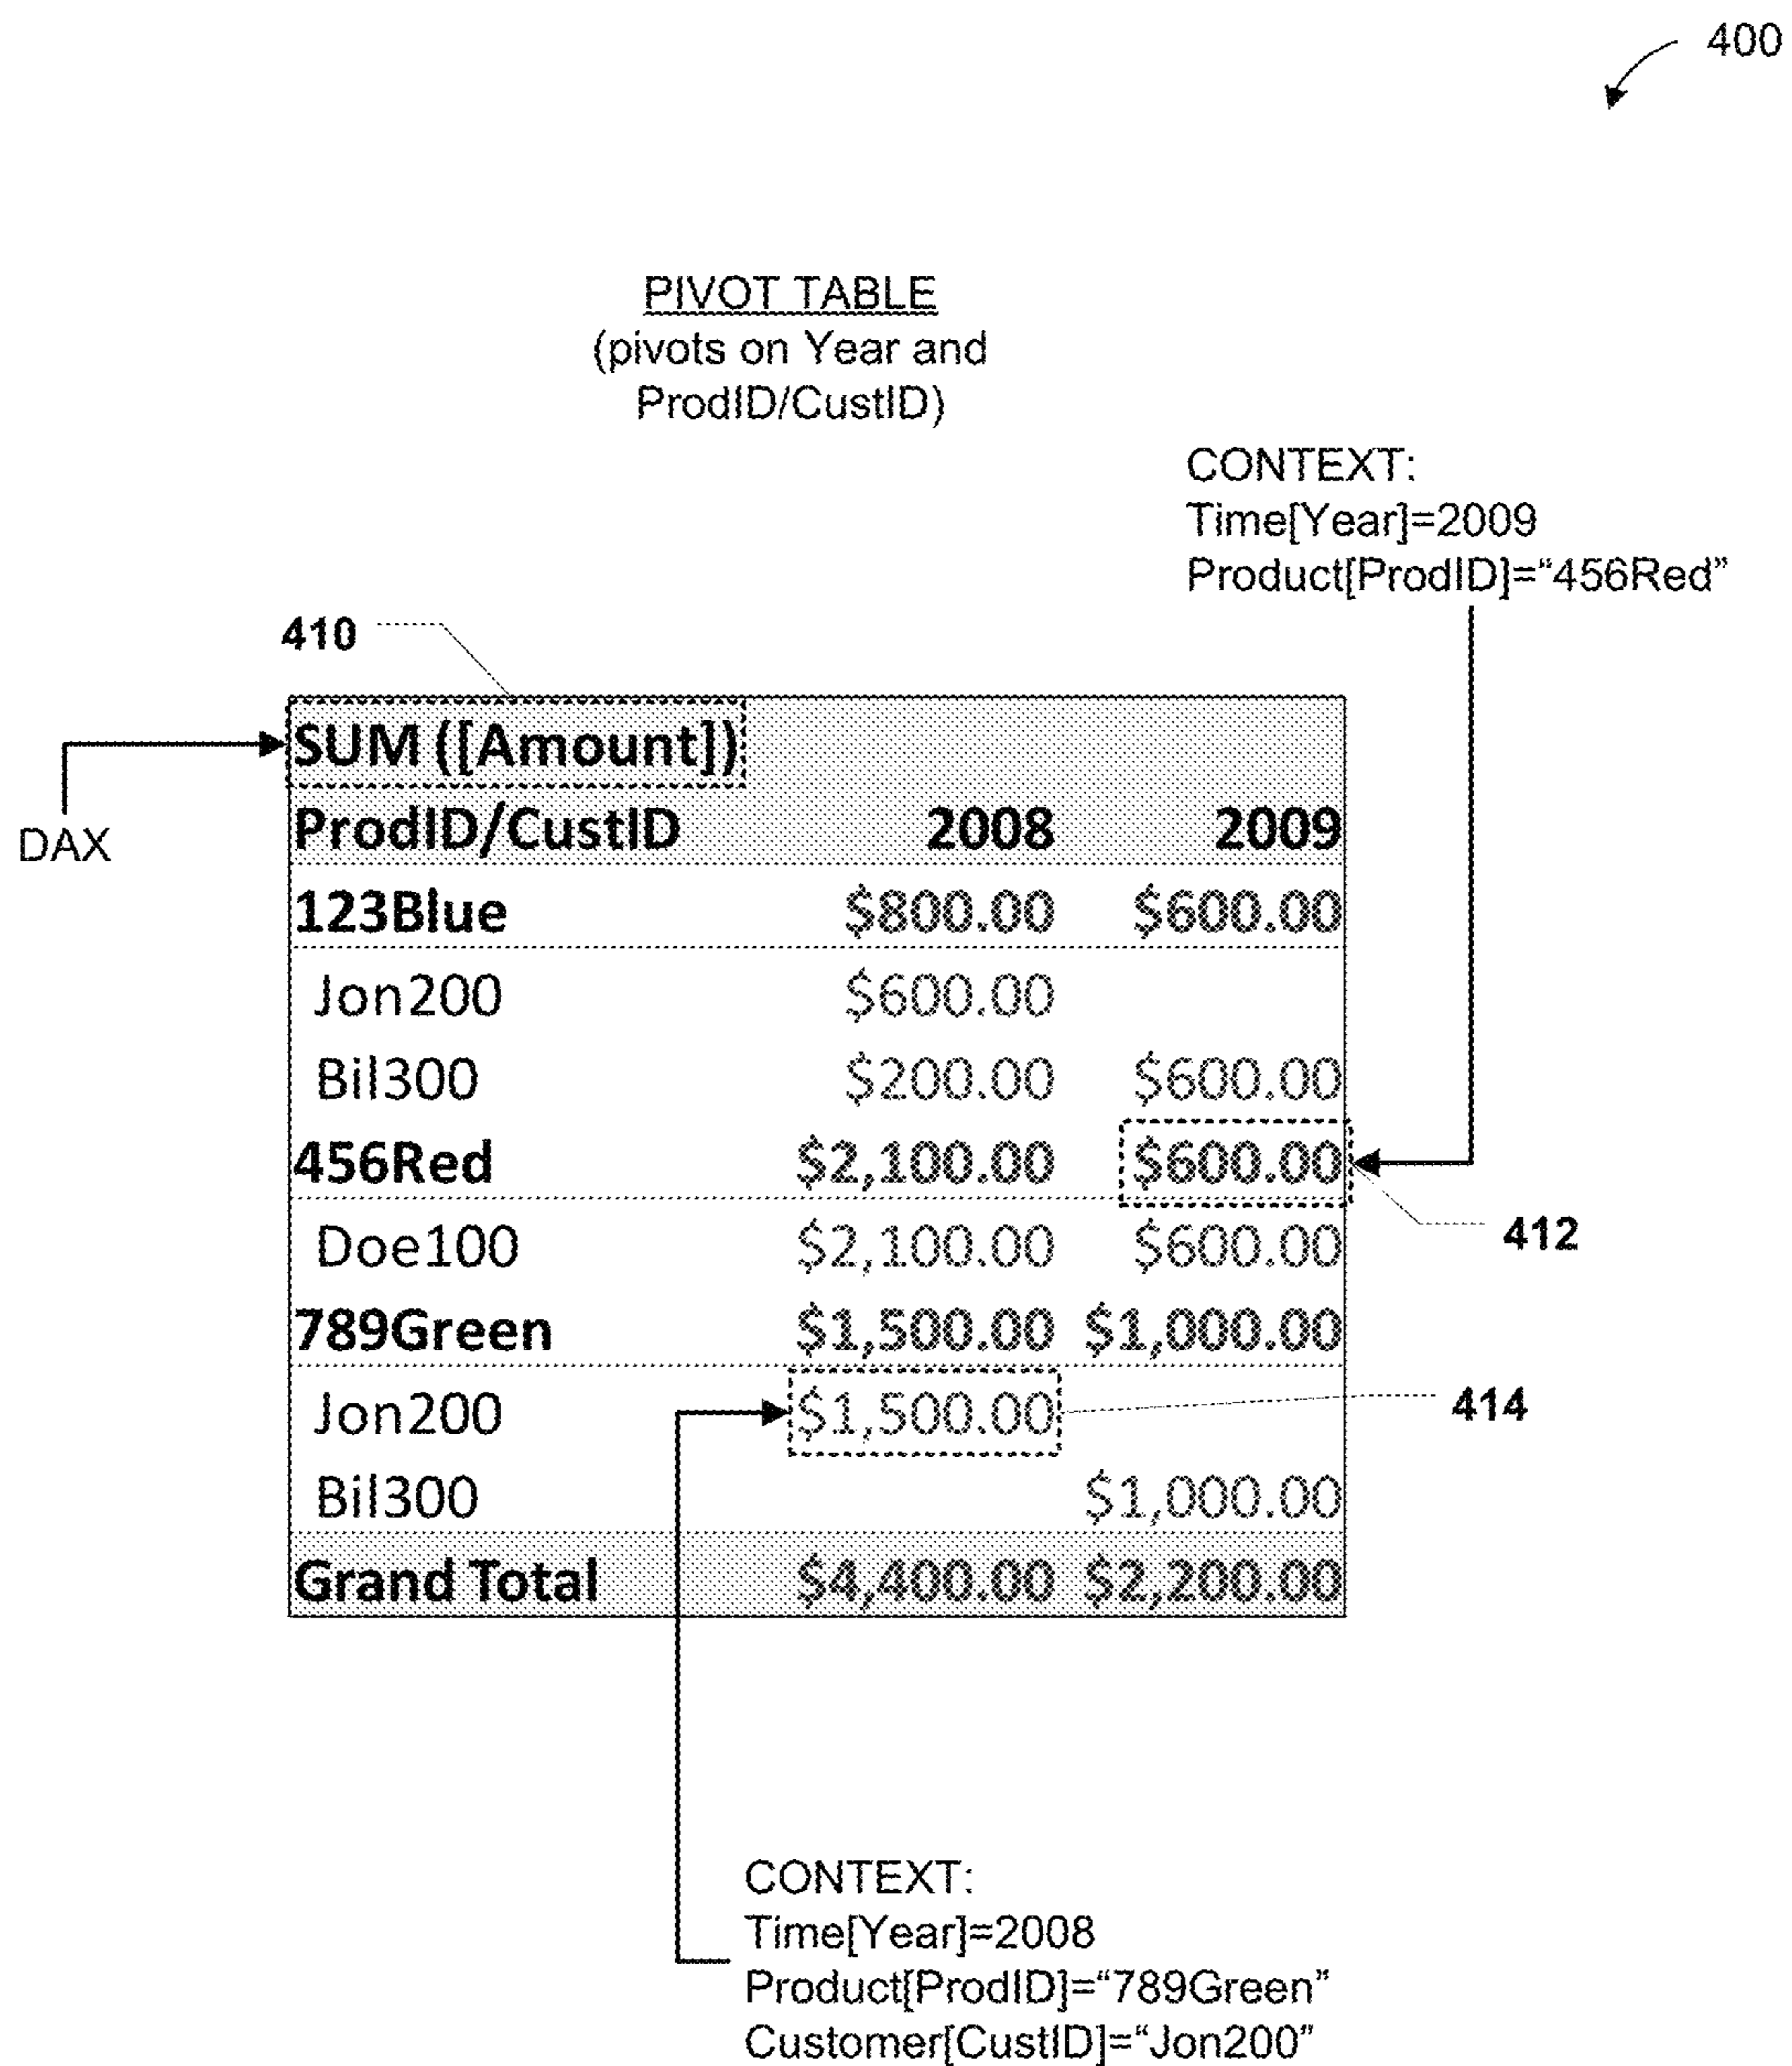 400
PIVOT TABLE
(pivots on Year and
ProdID/CustID)
CONTEXT:
Time[Year]=2009
Product[ProdID]=“456Red”
410
SUM ([Amount])
DAX
ProdID/CustID 2008 2009
123Blue $800.00 $600.00
Jon200 $600.00
Bil300 $200.00 $600.00
456Red $2,100.00 $600.00
412
Doe100 $2,100.00 $600.00
789Green $1,500.00 $1,000.00
Jon200 $1,500.00
414
Bil300 $1,000.00
Grand Total $4,400.00 $2,200.00
CONTEXT:
Time[Year]=2008
Product[ProdID]=“789Green”
Customer[CustID]=“Jon200”